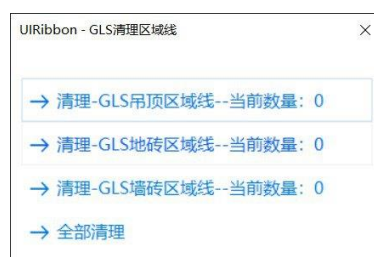 UIRibbon - GLS清理区域线
→ 清理-GLS吊顶区域线--当前数量：0
→ 清理-GLS地砖区域线--当前数量：0
→ 清理-GLS墙砖区域线--当前数量：0
→ 全部清理